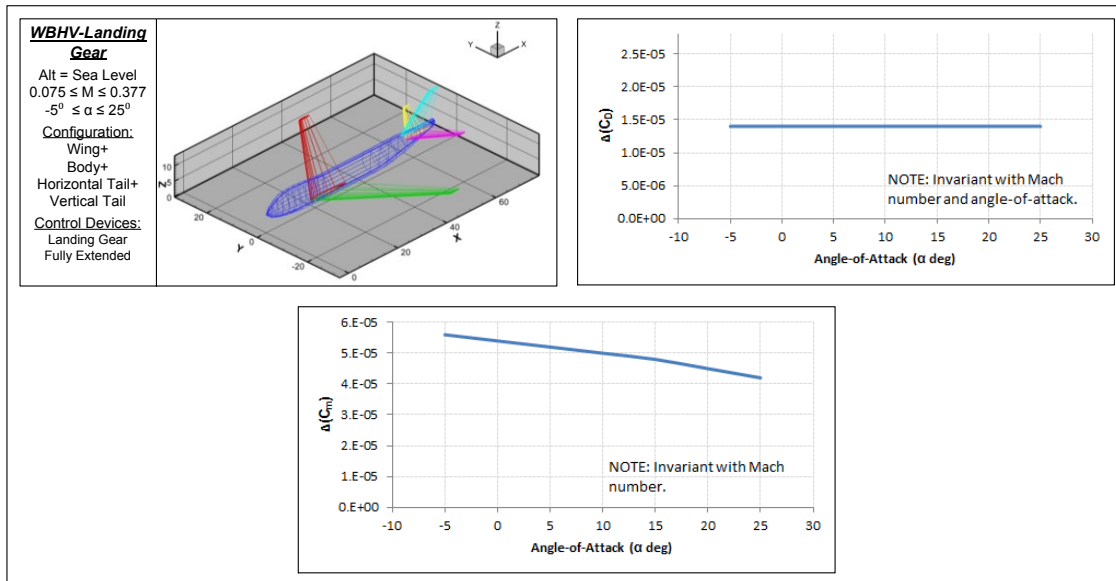 WBHV-Landing
Gear
Alt = Sea Level
0.075 ≤ M ≤ 0.377
-5⁰ ≤ α ≤ 25⁰
Configuration:
Wing+
Body+
Horizontal Tail+
Vertical Tail
Control Devices:
Landing Gear
Fully Extended
Z
Y
X
Z
10
5
0
20
0
-20
Y
0
20
40
60
X
2.5E-05
2.0E-05
1.5E-05
1.0E-05
5.0E-06
0.0E+00
Δ(C_D)
NOTE: Invariant with Mach
number and angle-of-attack.
-10 -5 0 5 10 15 20 25 30
Angle-of-Attack (α deg)
6.E-05
5.E-05
4.E-05
3.E-05
2.E-05
1.E-05
0.E+00
Δ(C_m)
NOTE: Invariant with Mach
number.
-10 -5 0 5 10 15 20 25 30
Angle-of-Attack (α deg)